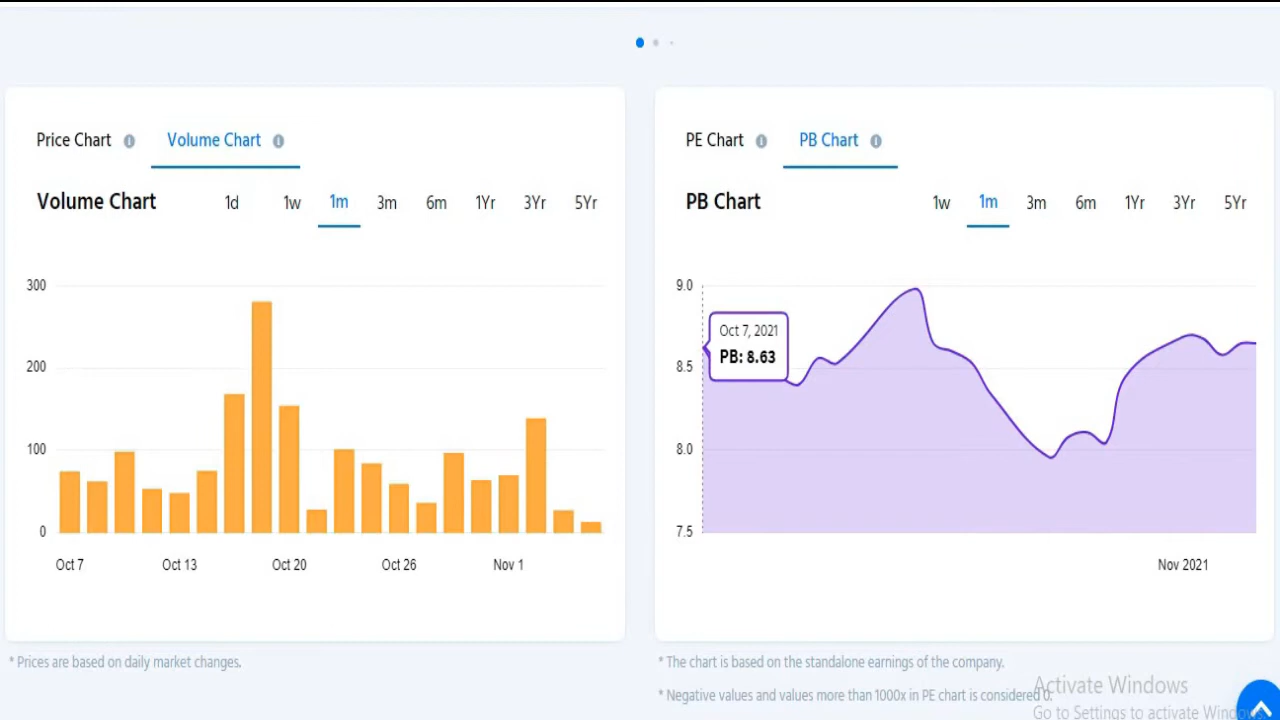 Price Chart Volume Chart
Volume Chart 1d 1w 1m 3m 6m 1Yr 3Yr 5Yr
300
200
100
0
Oct 7 Oct 13 Oct 20 Oct 26 Nov 1
* Prices are based on daily market changes.
PE Chart PB Chart
PB Chart 1w 1m 3m 6m 1Yr 3Yr 5Yr
9.0
Oct 7, 2021
PB: 8.63
8.5
8.0
7.5
Nov 2021
* The chart is based on the standalone earnings of the company.
* Negative values and values more than 1000x in PE chart is considered 0.
Activate Windows
Go to Settings to activate Windows